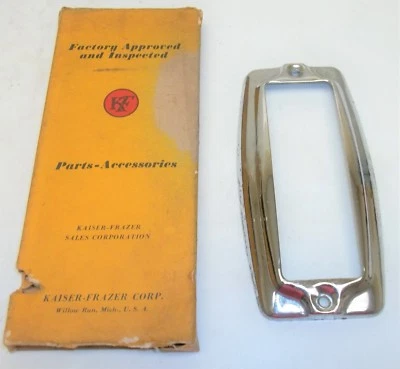 Factory Approved
and Inspected
KF
Parts-Accessories
KAISER-FRAZER
SALES CORPORATION
KAISER-FRAZER CORP.
Willow Run, Mich., U. S. A.